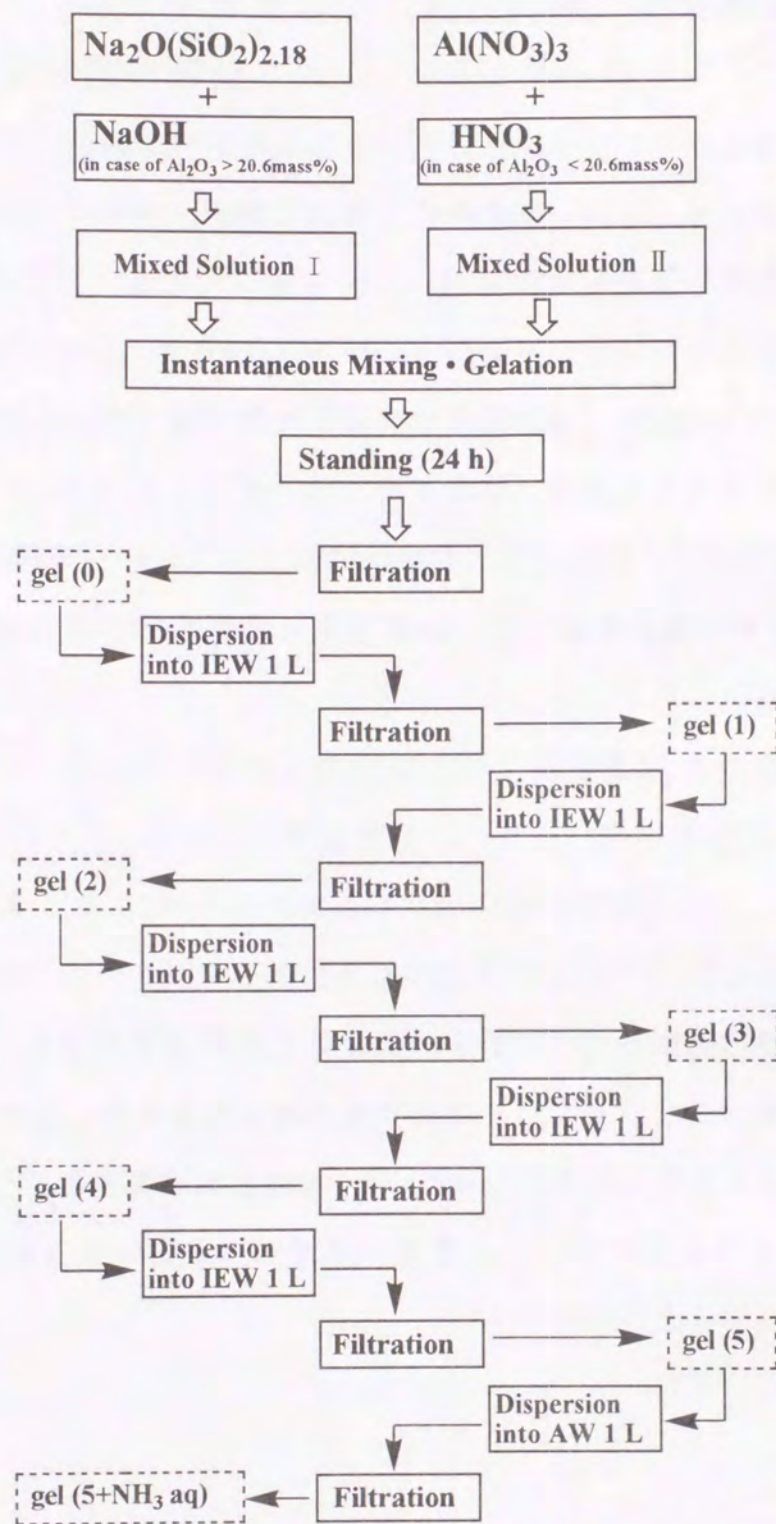 Na₂O(SiO₂)₂.₁₈
+
NaOH
(in case of Al₂O₃ > 20.6mass%)
Mixed Solution Ⅰ
Al(NO₃)₃
+
HNO₃
(in case of Al₂O₃ < 20.6mass%)
Mixed Solution Ⅱ
Instantaneous Mixing • Gelation
Standing (24 h)
Filtration
gel (0)
Dispersion
into IEW 1 L
Filtration
gel (1)
Dispersion
into IEW 1 L
Filtration
gel (2)
Dispersion
into IEW 1 L
Filtration
gel (3)
Dispersion
into IEW 1 L
Filtration
gel (4)
Dispersion
into IEW 1 L
Filtration
gel (5)
Dispersion
into AW 1 L
Filtration
gel (5+NH₃ aq)